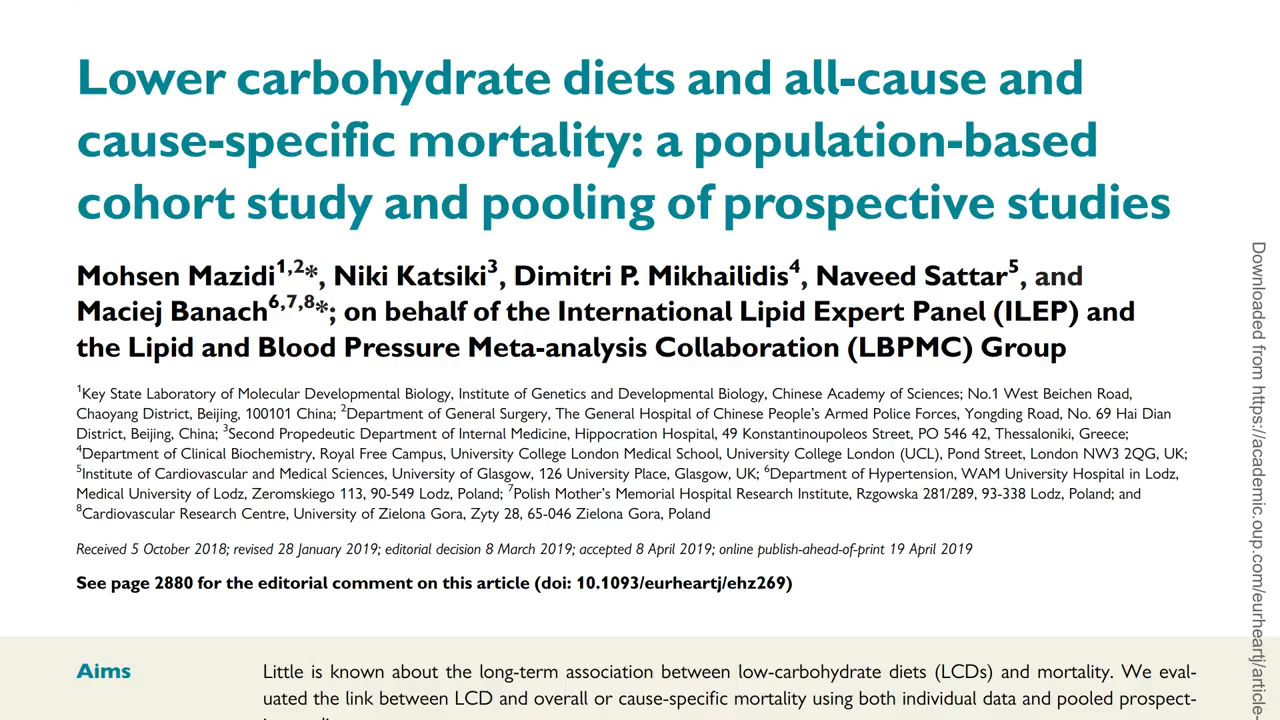 Lower carbohydrate diets and all-cause and
cause-specific mortality: a population-based
cohort study and pooling of prospective studies
Mohsen Mazidi1,2*, Niki Katsiki3, Dimitri P. Mikhailidis4, Naveed Sattar5, and
Maciej Banach6,7,8*; on behalf of the International Lipid Expert Panel (ILEP) and
the Lipid and Blood Pressure Meta-analysis Collaboration (LBPMC) Group
1Key State Laboratory of Molecular Developmental Biology, Institute of Genetics and Developmental Biology, Chinese Academy of Sciences; No.1 West Beichen Road,
Chaoyang District, Beijing, 100101 China; 2Department of General Surgery, The General Hospital of Chinese People's Armed Police Forces, Yongding Road, No. 69 Hai Dian
District, Beijing, China; 3Second Propedeutic Department of Internal Medicine, Hippocration Hospital, 49 Konstantinoupoleos Street, PO 546 42, Thessaloniki, Greece;
4Department of Clinical Biochemistry, Royal Free Campus, University College London Medical School, University College London (UCL), Pond Street, London NW3 2QG, UK;
5Institute of Cardiovascular and Medical Sciences, University of Glasgow, 126 University Place, Glasgow, UK; 6Department of Hypertension, WAM University Hospital in Lodz,
Medical University of Lodz, Zeromskiego 113, 90-549 Lodz, Poland; 7Polish Mother's Memorial Hospital Research Institute, Rzgowska 281/289, 93-338 Lodz, Poland; and
8Cardiovascular Research Centre, University of Zielona Gora, Zyty 28, 65-046 Zielona Gora, Poland
Received 5 October 2018; revised 28 January 2019; editorial decision 8 March 2019; accepted 8 April 2019; online publish-ahead-of-print 19 April 2019
See page 2880 for the editorial comment on this article (doi: 10.1093/eurheartj/ehz269)
Aims
Little is known about the long-term association between low-carbohydrate diets (LCDs) and mortality. We eval-
uated the link between LCD and overall or cause-specific mortality using both individual data and pooled prospect-
Downloaded from https://academic.oup.com/eurheartj/article-